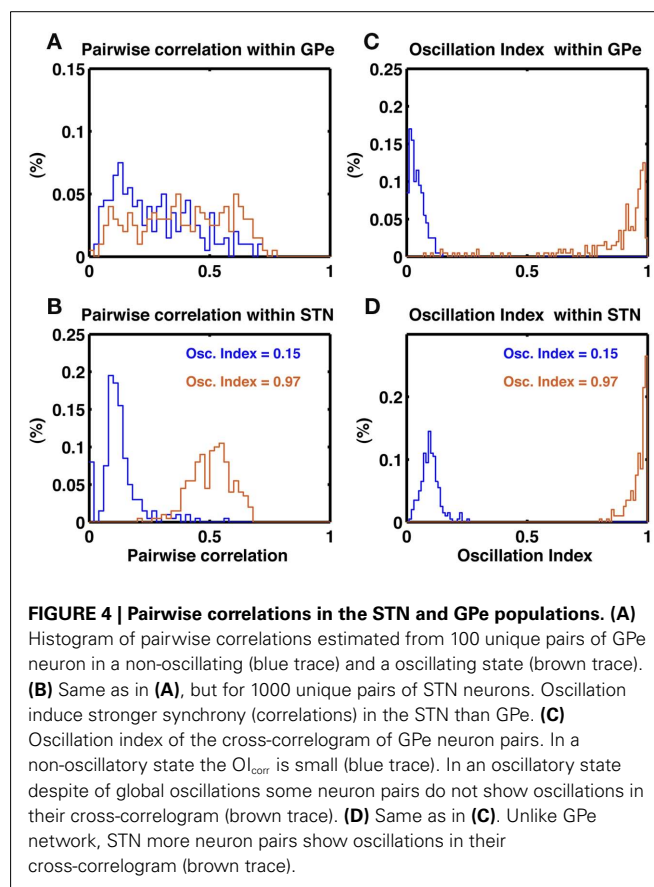 A
Pairwise correlation within GPe
0.15
0.1
0.05
0
0
0.5
1
(%)
C
Oscillation Index within GPe
0.25
0.2
0.15
0.1
0.05
0
0
0.5
1
(%)
B
Pairwise correlation within STN
0.25
0.2
0.15
0.1
0.05
0
0
0.5
1
(%)
Osc. Index = 0.15
Osc. Index = 0.97
Pairwise correlation
D
Oscillation Index within STN
0.2
0.1
0
0
0.5
1
(%)
Osc. Index = 0.15
Osc. Index = 0.97
Oscillation Index
FIGURE 4 | Pairwise correlations in the STN and GPe populations. (A)
Histogram of pairwise correlations estimated from 100 unique pairs of GPe
neuron in a non-oscillating (blue trace) and a oscillating state (brown trace).
(B) Same as in (A), but for 1000 unique pairs of STN neurons. Oscillation
induce stronger synchrony (correlations) in the STN than GPe. (C)
Oscillation index of the cross-correlogram of GPe neuron pairs. In a
non-oscillatory state the OIcorr is small (blue trace). In an oscillatory state
despite of global oscillations some neuron pairs do not show oscillations in
their cross-correlogram (brown trace). (D) Same as in (C). Unlike GPe
network, STN more neuron pairs show oscillations in their
cross-correlogram (brown trace).